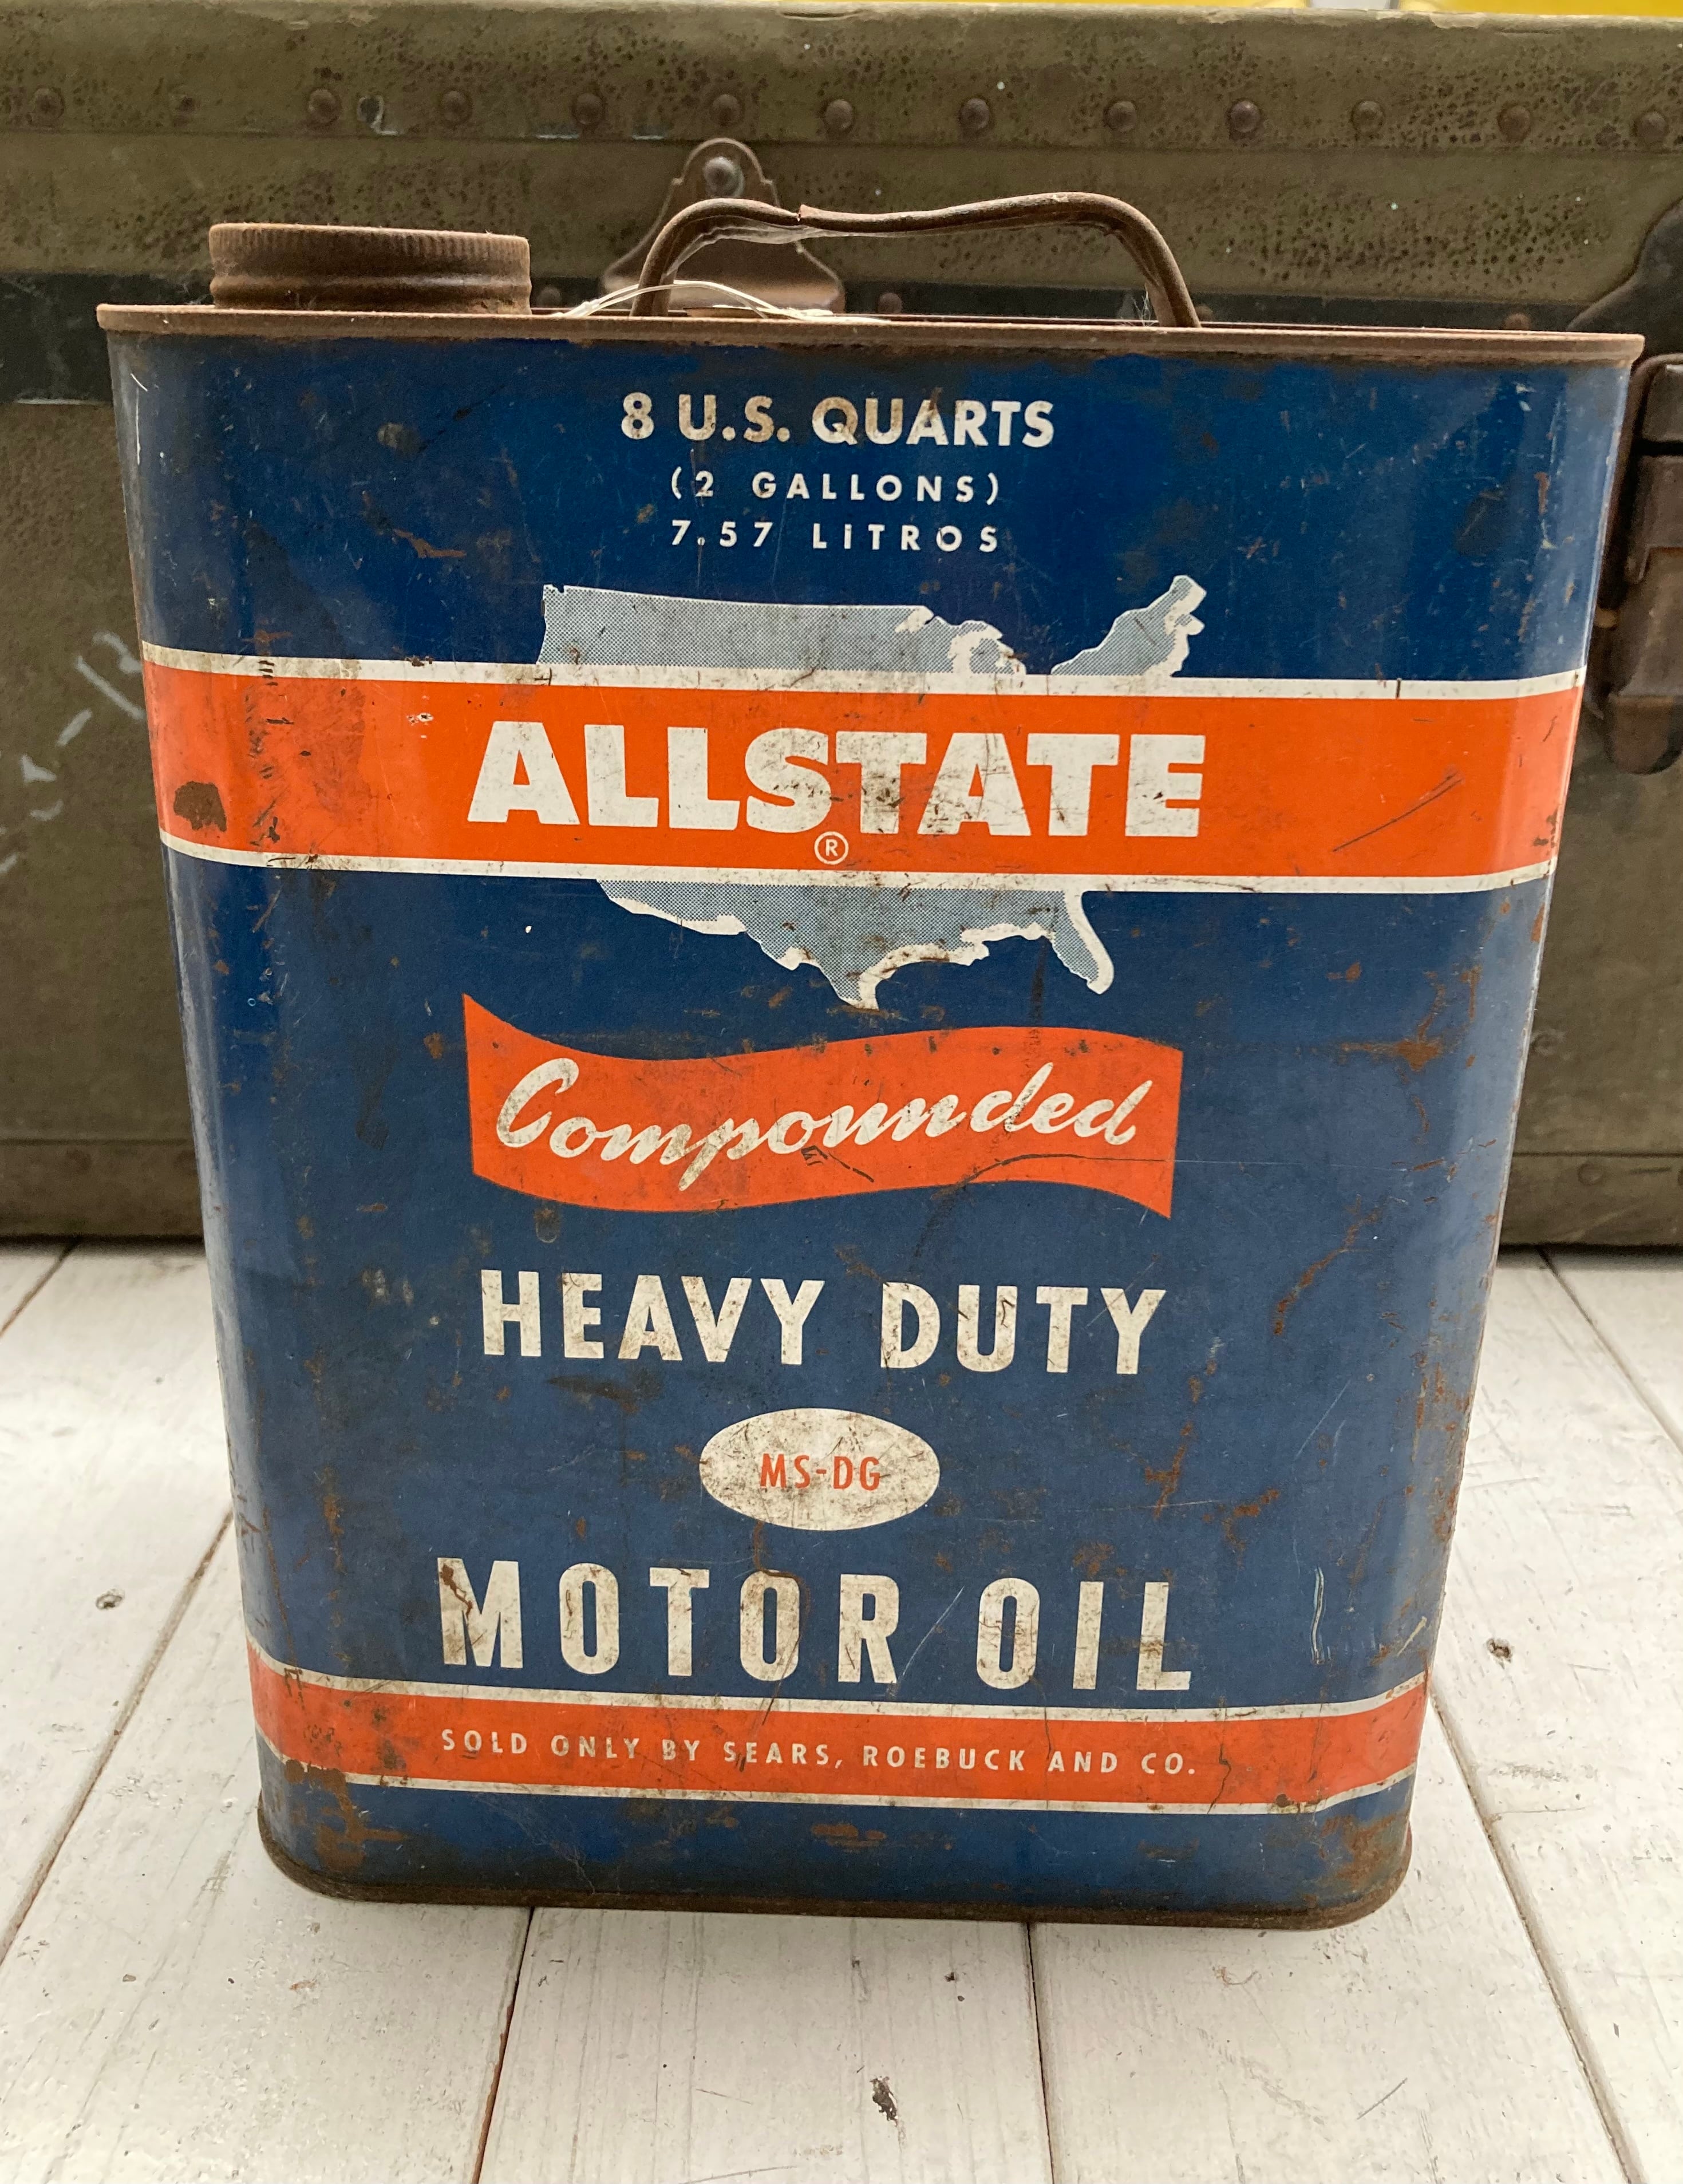 8 U.S. QUARTS
(2 GALLONS)
7.57 LITROS
ALLSTATE
®
Compounded
HEAVY DUTY
MS-DG
MOTOR OIL
SOLD ONLY BY SEARS, ROEBUCK AND CO.